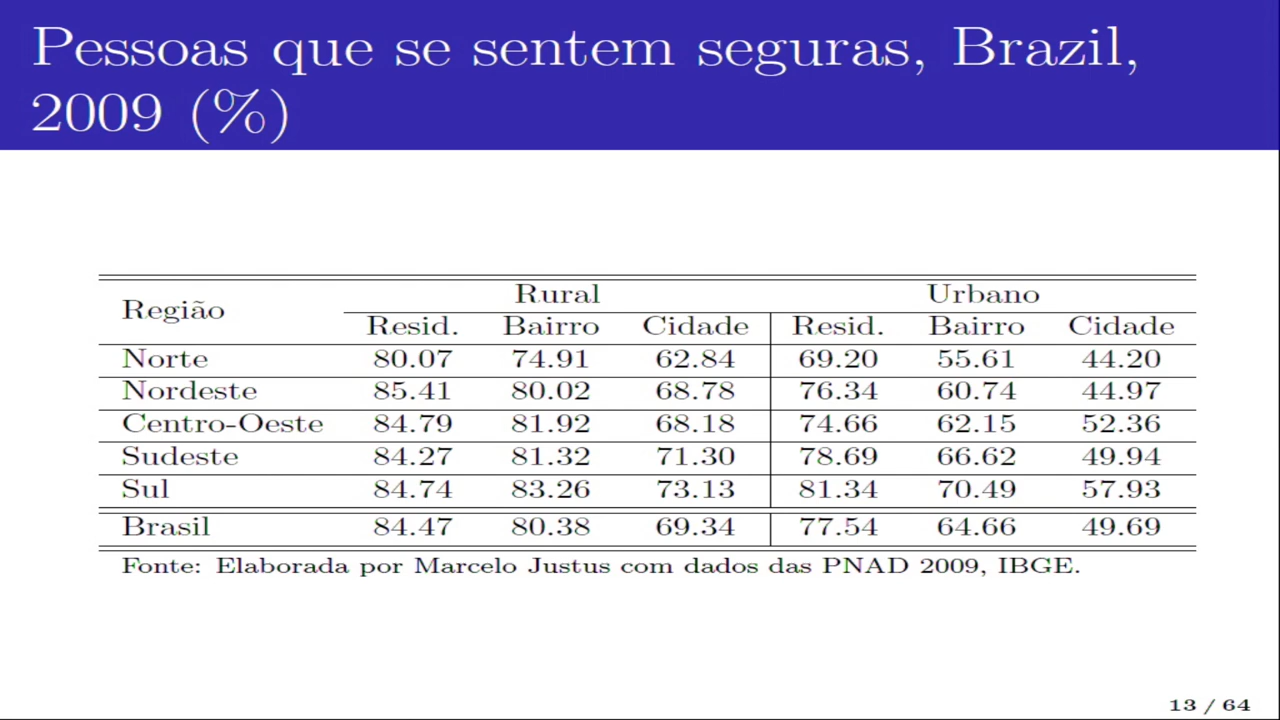 Pessoas que se sentem seguras, Brazil,
2009 (%)
Região Rural Urbano
Resid. Bairro Cidade Resid. Bairro Cidade
Norte 80.07 74.91 62.84 69.20 55.61 44.20
Nordeste 85.41 80.02 68.78 76.34 60.74 44.97
Centro-Oeste 84.79 81.92 68.18 74.66 62.15 52.36
Sudeste 84.27 81.32 71.30 78.69 66.62 49.94
Sul 84.74 83.26 73.13 81.34 70.49 57.93
Brasil 84.47 80.38 69.34 77.54 64.66 49.69
Fonte: Elaborada por Marcelo Justus com dados das PNAD 2009, IBGE.
13 / 64